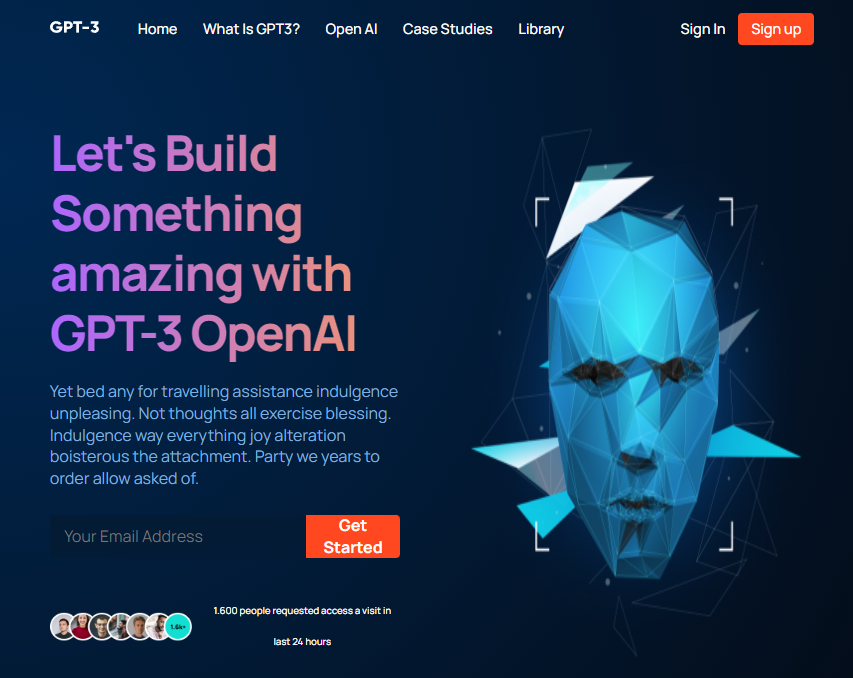 GPT-3 Home What Is GPT3? Open AI Case Studies Library Sign In Sign up
Let's Build
Something
amazing with
GPT-3 OpenAI
Yet bed any for travelling assistance indulgence
unpleasing. Not thoughts all exercise blessing.
Indulgence way everything joy alteration
boisterous the attachment. Party we years to
order allow asked of.
Your Email Address
Get
Started
1.6k+
1.600 people requested access a visit in
last 24 hours